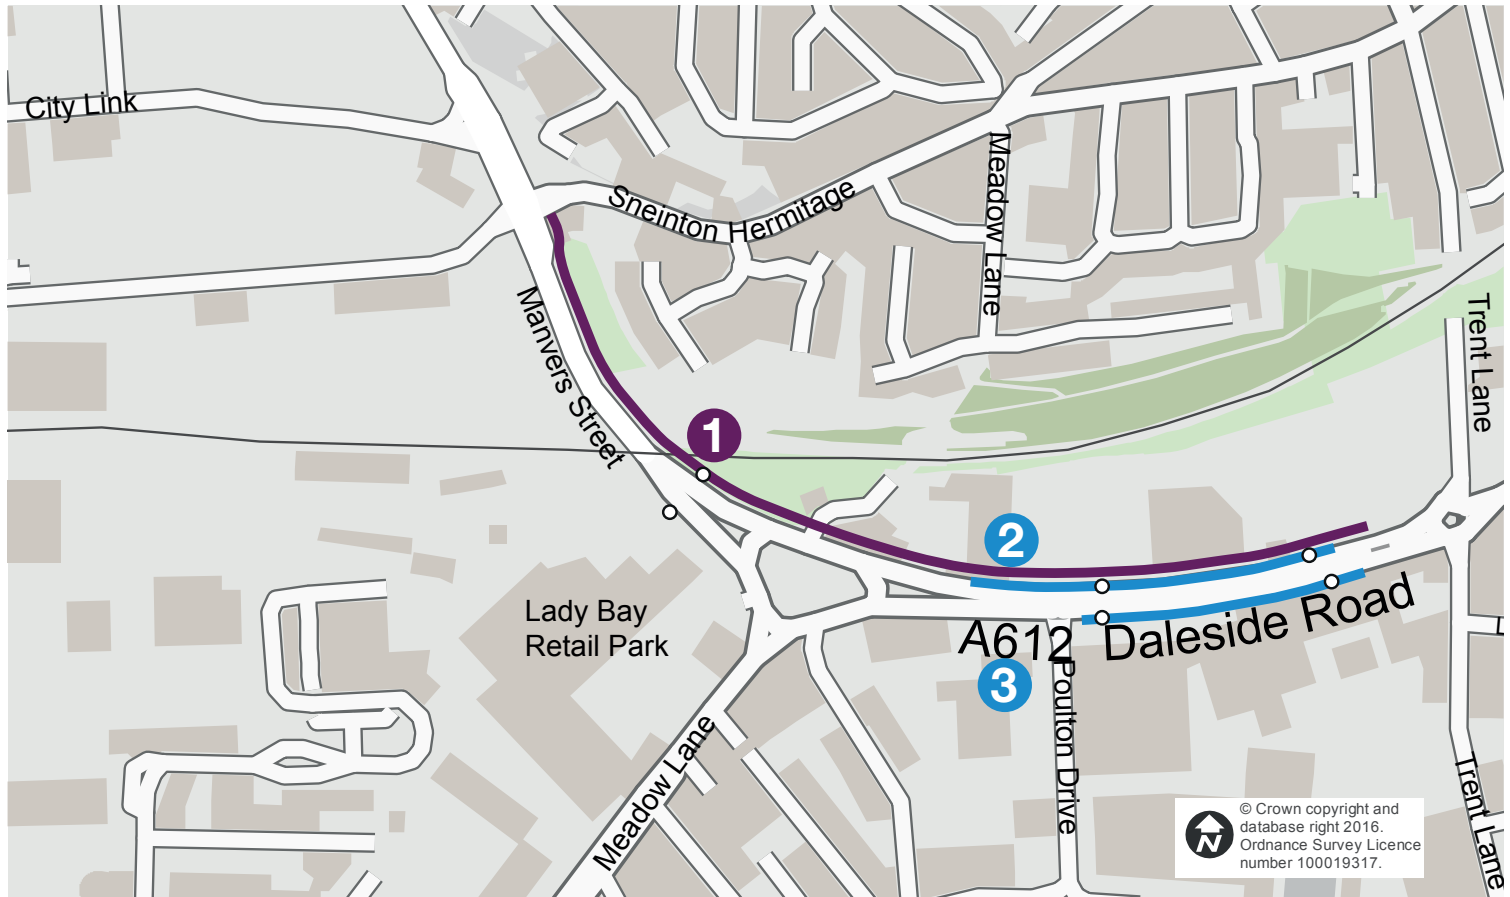 City Link
Sneinton Hermitage
Meadow Lane
Manvers Street
Trent Lane
1
2
Lady Bay
Retail Park
A612 Daleside Road
3
Poulton Drive
Meadow Lane
Trent Lane
L
N
© Crown copyright and
database right 2016.
Ordnance Survey Licence
number 100019317.